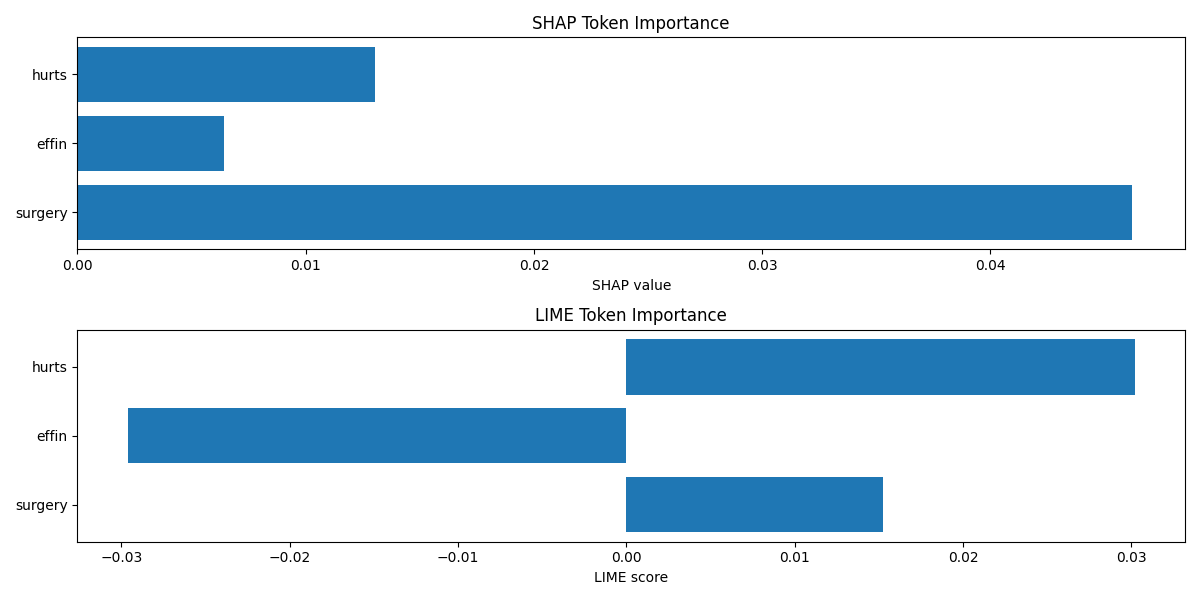 SHAP Token Importance
hurts
effin
surgery
0.00 0.01 0.02 0.03 0.04
SHAP value
LIME Token Importance
hurts
effin
surgery
−0.03 −0.02 −0.01 0.00 0.01 0.02 0.03
LIME score